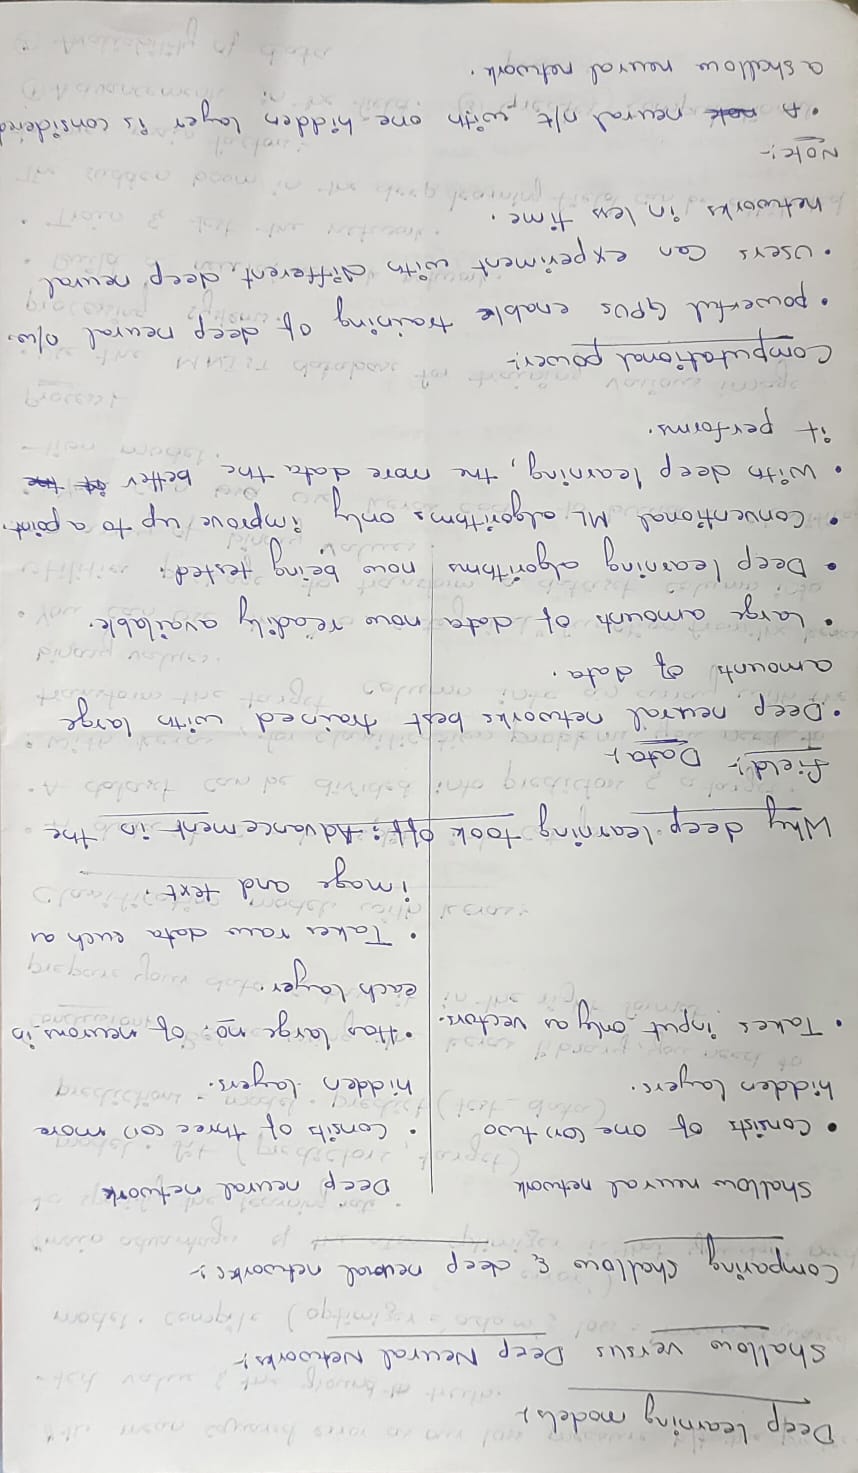 Deep learning models:-
Shallow versus Deep Neural Networks:-
Comparing shallow & deep neural networks:-
Shallow neural network
• Consists of one (or) two
hidden layers.
• Takes input only as vectors.
Deep neural network
• Consits of three (or) more
hidden layers.
• Has large no. of neurons in
each layer.
• Takes raw data such as
image and text.
Why deep learning took off: Advancement in the
field:- Data:-
• Deep neural networks best trained with large
amounts of data.
• Large amounts of data now readily available.
• Deep learning algorithms now being tested.
• Conventional ML algorithms only improve up to a point.
• With deep learning, the more data the better it the
it performs.
Computational power:-
• powerful GPUs enable training of deep neural n/w.
• Users can experiment with different deep neural
networks in less time.
Note:-
• A neural n/t with one hidden layer is considered
a shallow neural network.